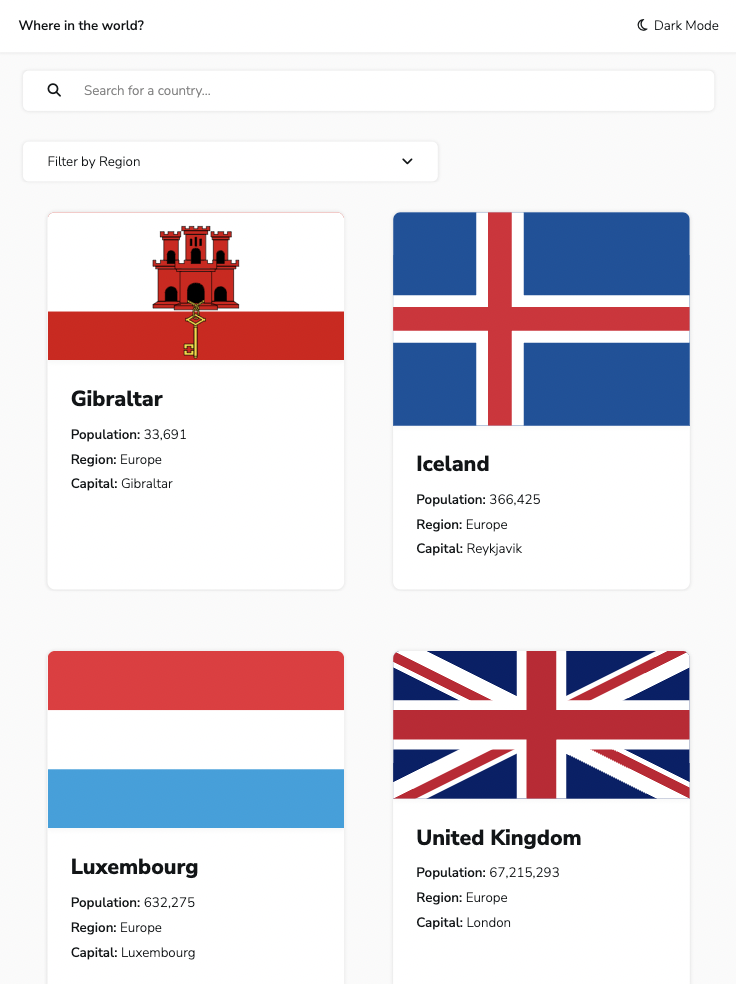 Where in the world?
Dark Mode
Search for a country...
Filter by Region
Gibraltar
Population: 33,691
Region: Europe
Capital: Gibraltar
Iceland
Population: 366,425
Region: Europe
Capital: Reykjavik
Luxembourg
Population: 632,275
Region: Europe
Capital: Luxembourg
United Kingdom
Population: 67,215,293
Region: Europe
Capital: London